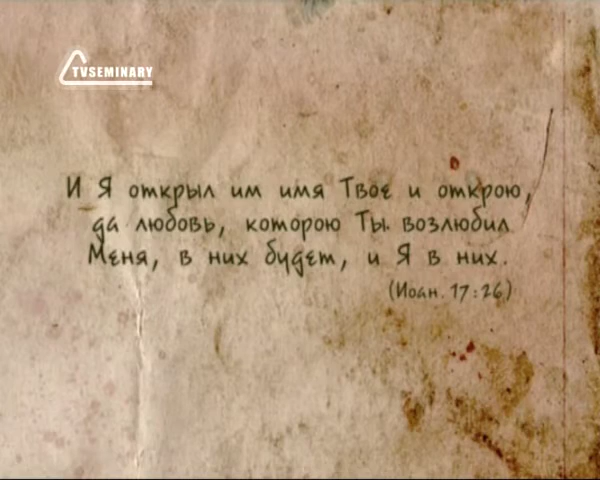 TVSEMINARY
И Я открыл им имя Твое и открою,
да любовь, которою Ты возлюбил
Меня, в них будет, и Я в них.
(Иоан. 17:26)